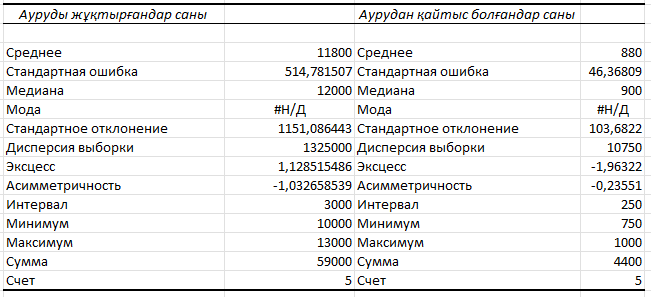 Ауруды жұқтырғандар саны Аурудан қайтыс болғандар саны
Среднее 11800 Среднее 880
Стандартная ошибка 514,781507 Стандартная ошибка 46,36809
Медиана 12000 Медиана 900
Мода #Н/Д Мода #Н/Д
Стандартное отклонение 1151,086443 Стандартное отклонение 103,6822
Дисперсия выборки 1325000 Дисперсия выборки 10750
Эксцесс 1,128515486 Эксцесс -1,96322
Асимметричность -1,032658539 Асимметричность -0,23551
Интервал 3000 Интервал 250
Минимум 10000 Минимум 750
Максимум 13000 Максимум 1000
Сумма 59000 Сумма 4400
Счет 5 Счет 5